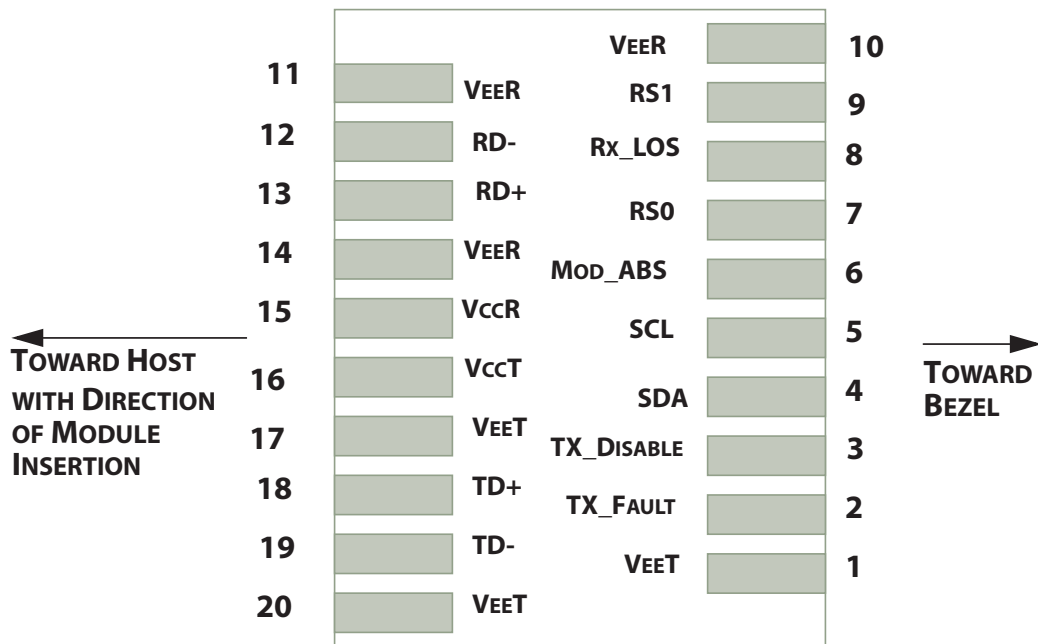 VEER 10
11 VEER
RS1 9
12 RD-
Rx_LOS 8
13 RD+
RS0 7
14 VEER
MOD_ABS 6
15 VCCR
SCL 5
TOWARD HOST
WITH DIRECTION
OF MODULE
INSERTION
16 VCCT
TOWARD
BEZEL
SDA 4
17 VEET
TX_DISABLE 3
18 TD+
TX_FAULT 2
19 TD-
VEET 1
20 VEET